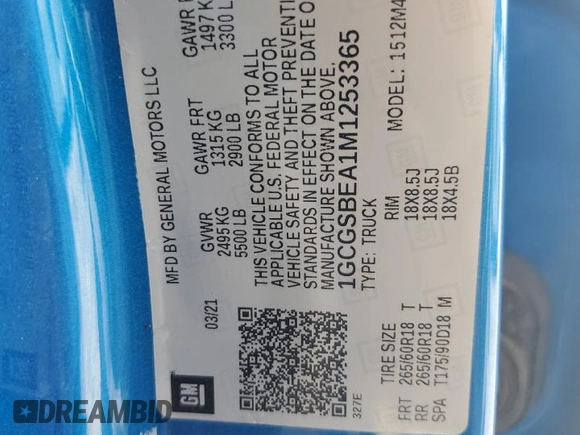 MFD BY GENERAL MOTORS LLC
03/21
GVWR GAWR FRT GAWR
2495 KG 1315 KG 1497 K
5500 LB 2900 LB 3300 L
THIS VEHICLE CONFORMS TO ALL
APPLICABLE U.S. FEDERAL MOTOR
VEHICLE SAFETY AND THEFT PREVENTI
STANDARDS IN EFFECT ON THE DATE O
MANUFACTURE SHOWN ABOVE.
1GCGSBEA1M1253365
TYPE: TRUCK MODEL: 1512M4
GM
327E
TIRE SIZE RIM
FRT 265/60R18 T 18X8.5J
RR 265/60R18 T 18X8.5J
SPA T175/90D18 M 18X4.5B
DREAMBID